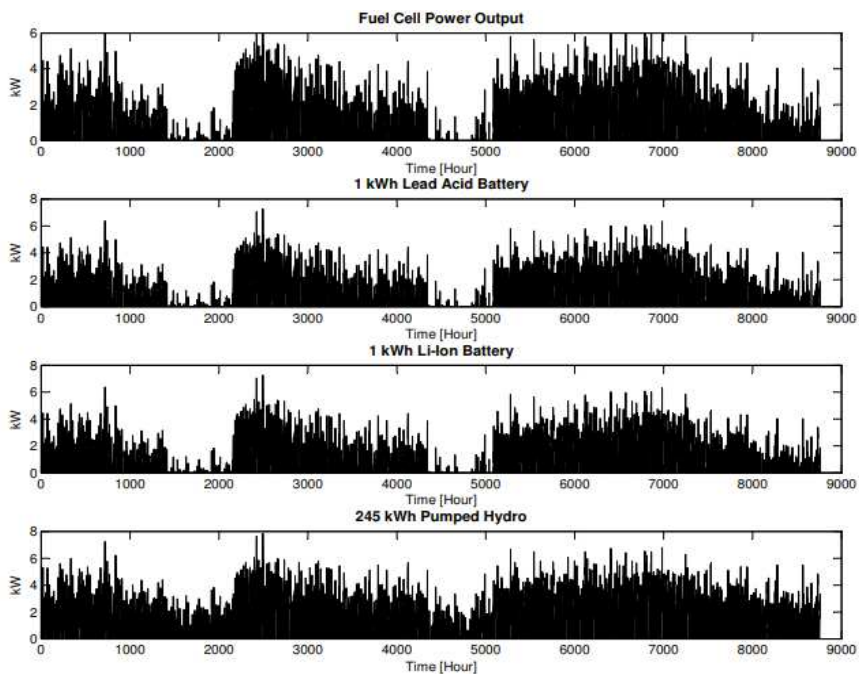 Fuel Cell Power Output
6
4
2
0
kW
0 1000 2000 3000 4000 5000 6000 7000 8000 9000
Time [Hour]
1 kWh Lead Acid Battery
8
6
4
2
0
kW
0 1000 2000 3000 4000 5000 6000 7000 8000 9000
Time [Hour]
1 kWh Li-Ion Battery
8
6
4
2
0
kW
0 1000 2000 3000 4000 5000 6000 7000 8000 9000
Time [Hour]
245 kWh Pumped Hydro
8
6
4
2
0
kW
0 1000 2000 3000 4000 5000 6000 7000 8000 9000
Time [Hour]